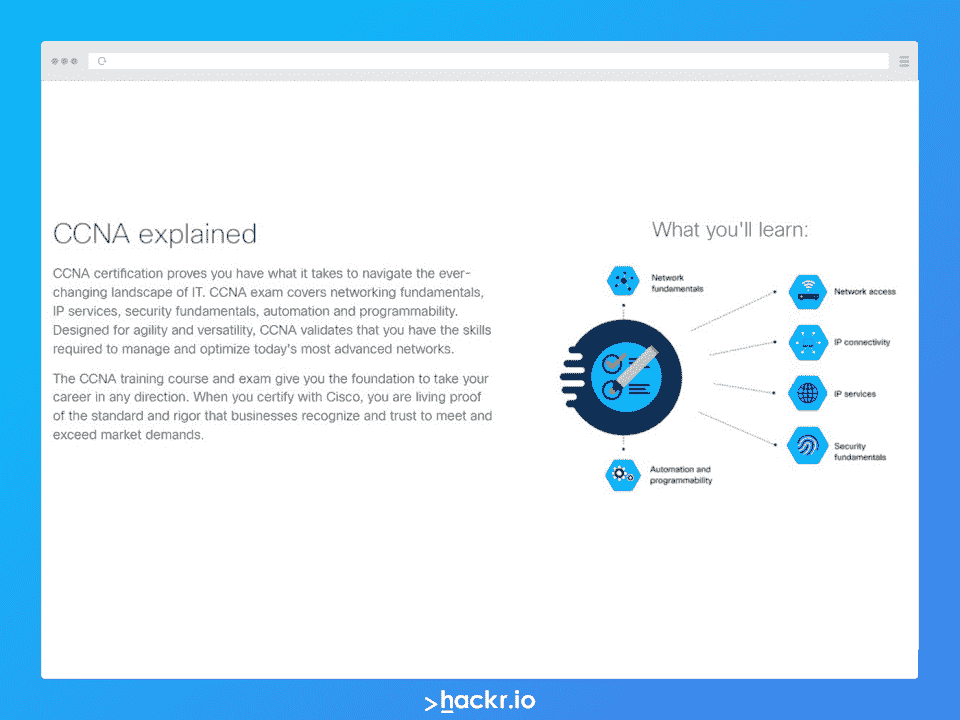 CCNA explained
CCNA certification proves you have what it takes to navigate the ever-
changing landscape of IT. CCNA exam covers networking fundamentals,
IP services, security fundamentals, automation and programmability.
Designed for agility and versatility, CCNA validates that you have the skills
required to manage and optimize today's most advanced networks.
The CCNA training course and exam give you the foundation to take your
career in any direction. When you certify with Cisco, you are living proof
of the standard and rigor that businesses recognize and trust to meet and
exceed market demands.
What you'll learn:
Network
fundamentals
Network access
IP connectivity
IP services
Security
fundamentals
Automation and
programmability
>hackr.io